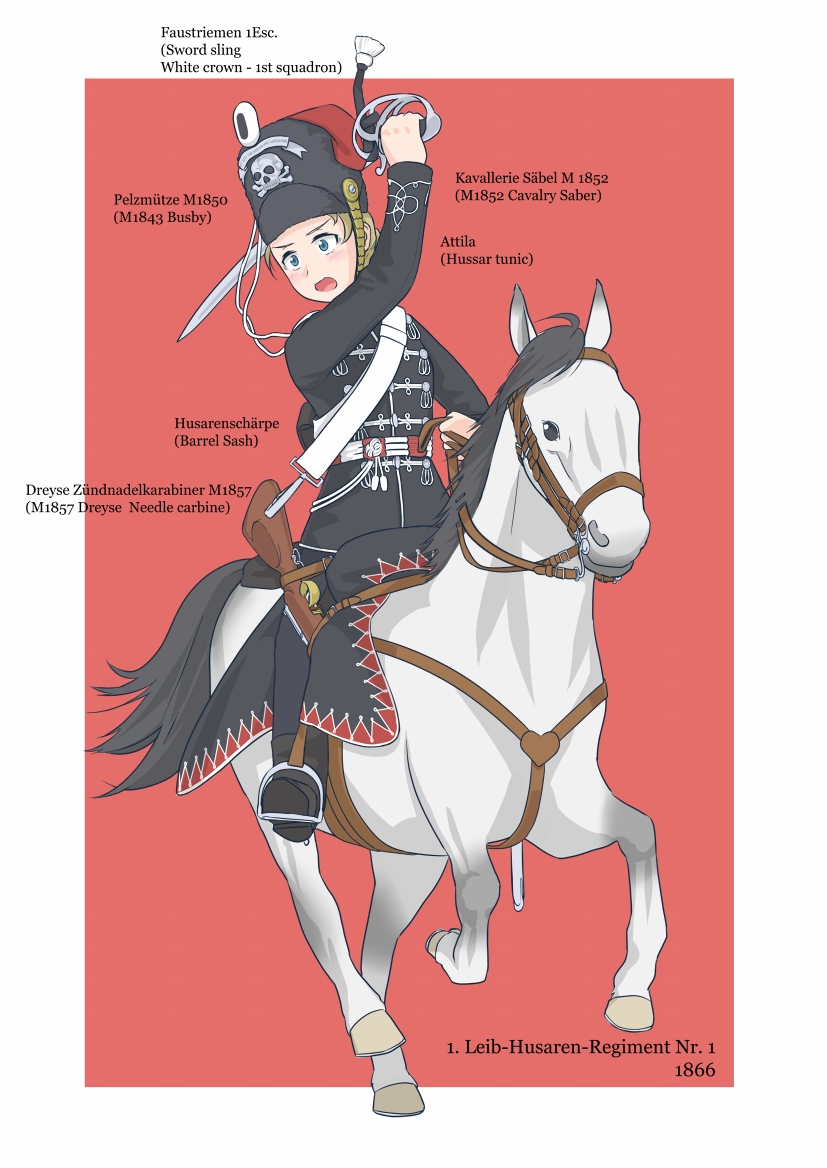 Faustriemen 1Esc.
(Sword sling
White crown - 1st squadron)
Kavallerie Säbel M 1852
(M1852 Cavalry Saber)
Pelzmütze M1850
(M1843 Busby)
Attila
(Hussar tunic)
Husarenschärpe
(Barrel Sash)
Dreyse Zündnadelkarabiner M1857
(M1857 Dreyse Needle carbine)
1. Leib-Husaren-Regiment Nr. 1
1866